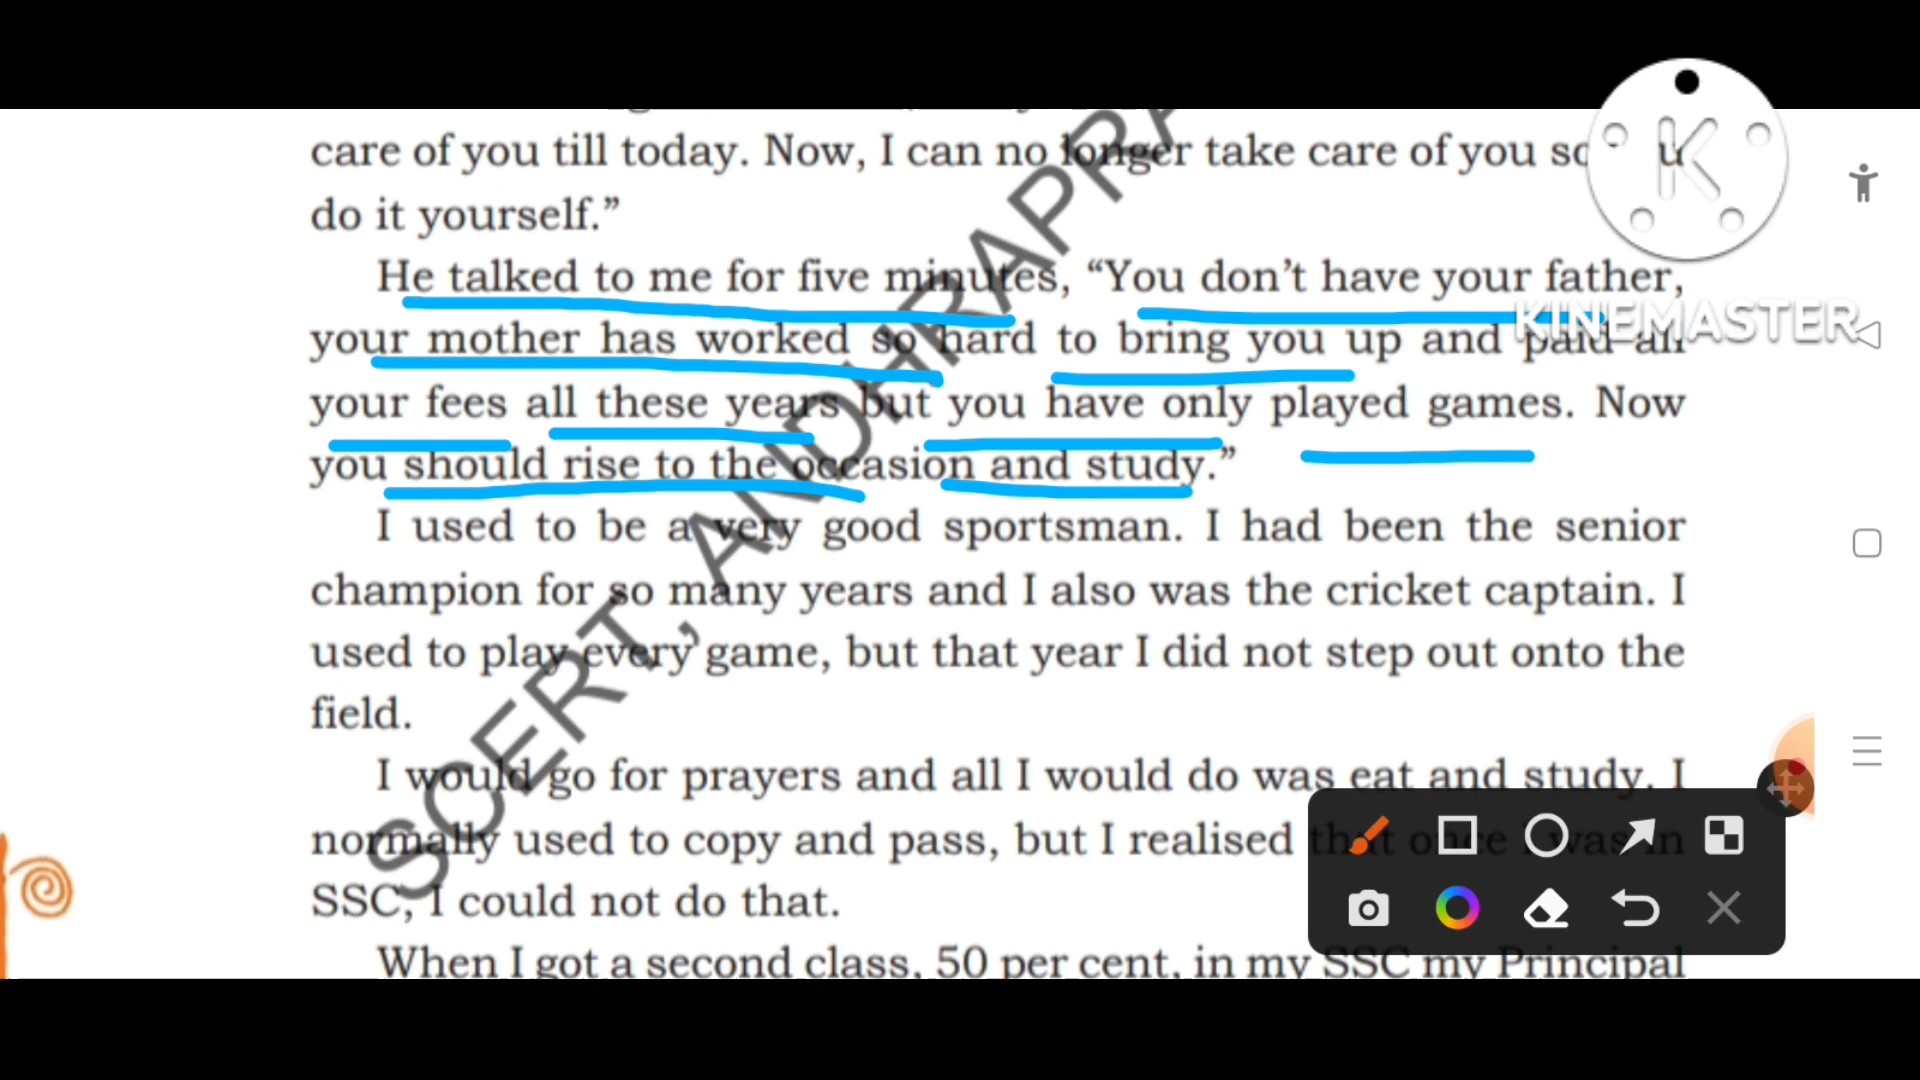 care of you till today. Now, I can no longer take care of you so
do it yourself.”
He talked to me for five minutes, “You don’t have your father,
your mother has worked so hard to bring you up and paid all
your fees all these years but you have only played games. Now
you should rise to the occasion and study.”
I used to be a very good sportsman. I had been the senior
champion for so many years and I also was the cricket captain. I
used to play every game, but that year I did not step out onto the
field.
I would go for prayers and all I would do was eat and study. I
normally used to copy and pass, but I realised that once I was in
SSC, I could not do that.
When I got a second class, 50 per cent, in my SSC my Principal
SCERT, ANDHRAPRA
K
KINEMASTER